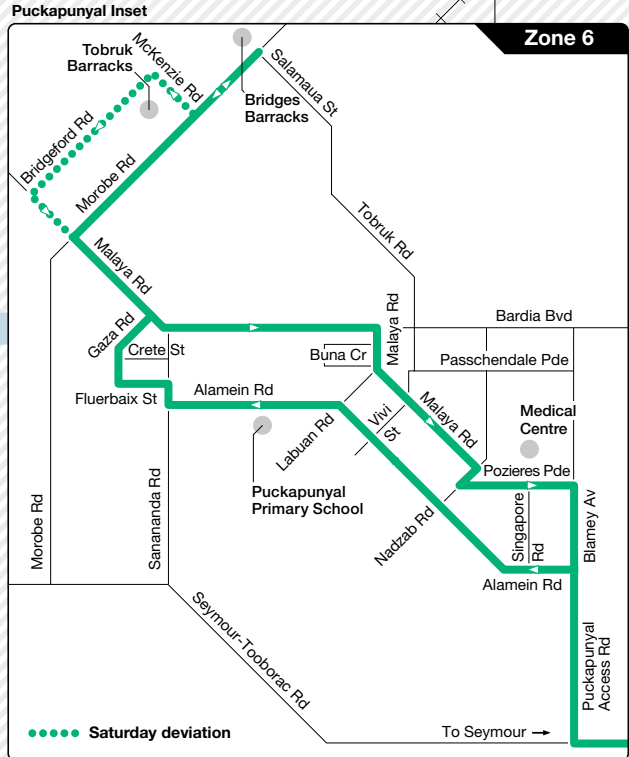 Puckapunyal Inset
Zone 6
Tobruk
Barracks
McKenzie Rd
Salamaua St
Bridges
Barracks
Bridgeford Rd
Morobe Rd
Tobruk Rd
Malaya Rd
Malaya Rd
Bardia Bvd
Gaza Rd
Crete St
Buna Cr
Passchendale Pde
Fluerbaix St
Alamein Rd
Labuan Rd
Vivi
St
Malaya Rd
Medical
Centre
Pozieres Pde
Puckapunyal
Primary School
Morobe Rd
Sanananda Rd
Nadzab Rd
Singapore
Rd
Blamey Av
Alamein Rd
Seymour-Tooborac Rd
Puckapunyal
Access Rd
Saturday deviation
To Seymour →